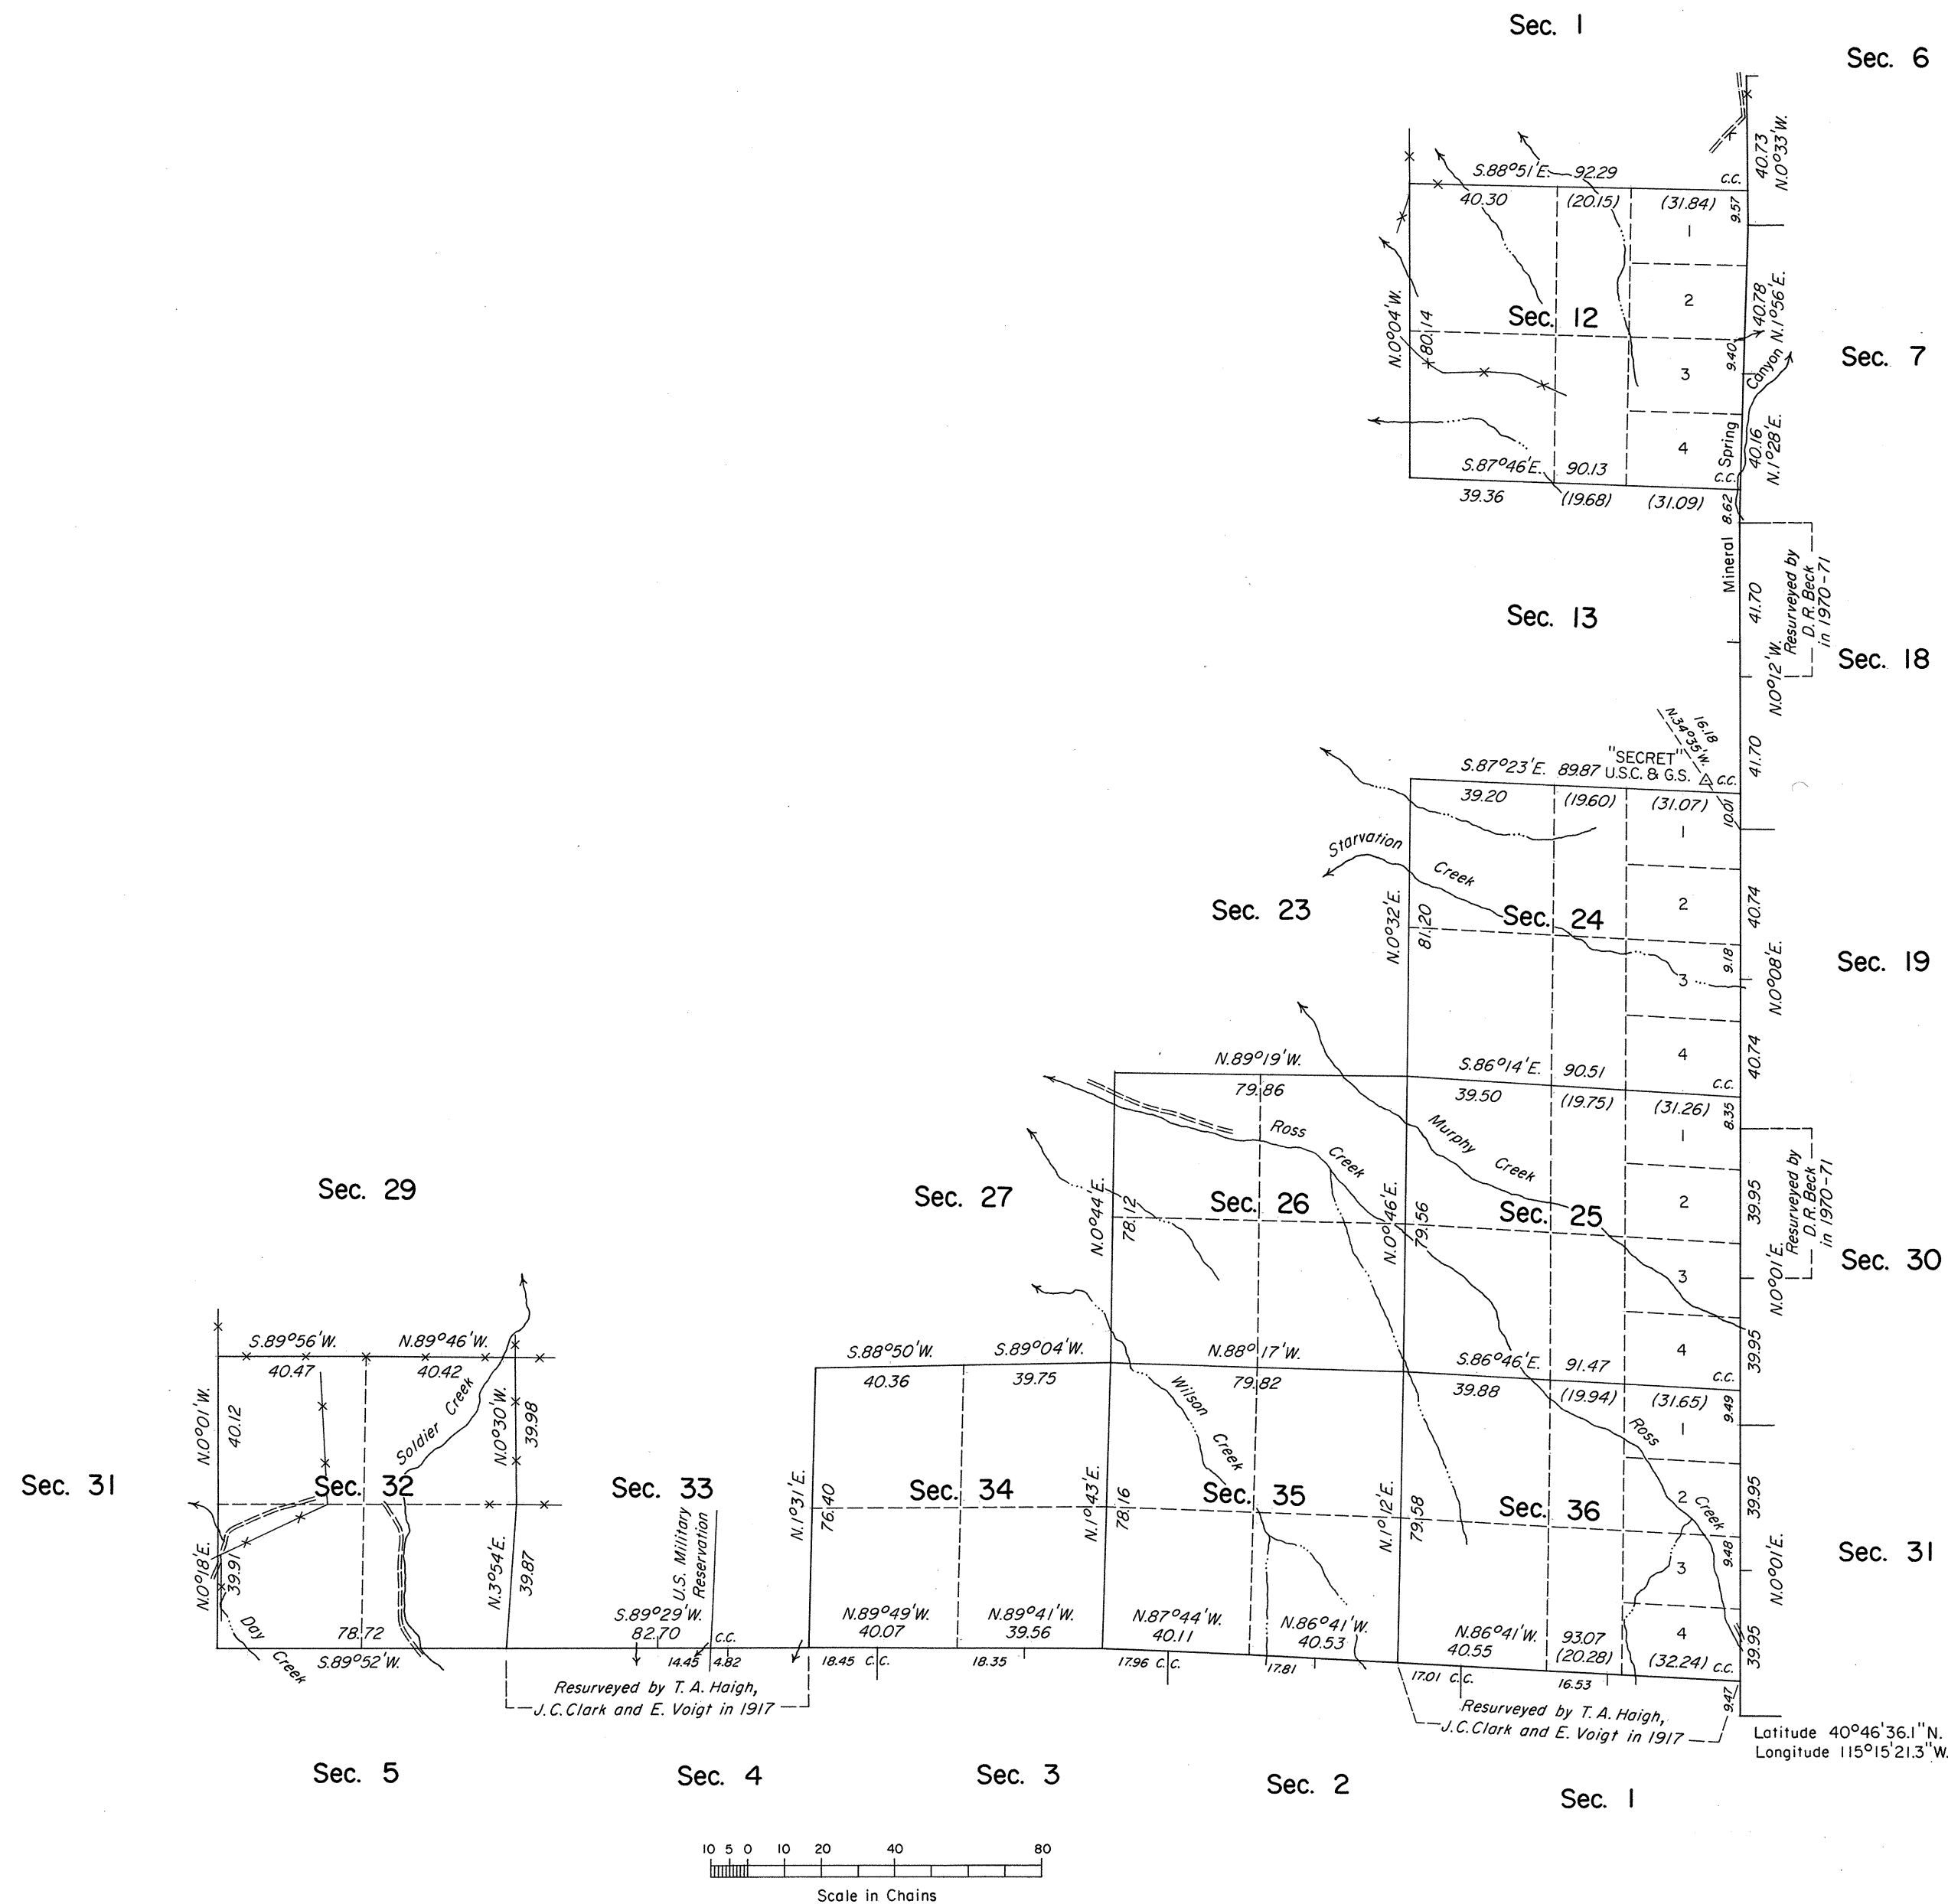 Sec. 1
Sec. 6
40.73
N.0°33'W.
S.88°51'E. 92.29
C.C.
40.30
(20.15)
(31.84)
9.57
1
2
40.78
N.1°56'E.
Sec. 12
N.0°04'W.
80.14
9.40
3
Sec. 7
Canyon
4
Spring
40.16
N.1°28'E.
S.87°46'E. 90.13
C.C.
39.36
(19.68)
(31.09)
8.62
Mineral
41.70
Resurveyed by
D.R. Beck
in 1970-71
Sec. 13
N.0°12'W.
Sec. 18
16.18
N.34°35'W.
41.70
"SECRET"
S.87°23'E. 89.87 U.S.C. & G.S. C.C.
39.20
(19.60)
(31.07)
10.01
1
Starvation
Creek
2
Sec. 23
N.0°32'E.
81.20
Sec. 24
40.74
9.18
N.0°08'E.
Sec. 19
3
4
40.74
N.89°19'W.
S.86°14'E. 90.51
C.C.
79.86
39.50
(19.75)
(31.26)
8.35
Ross
Creek
Murphy
Creek
1
Resurveyed by
D.R. Beck
in 1970-71
Sec. 29
Sec. 27
N.0°44'E.
78.12
Sec. 26
N.0°46'E.
79.56
Sec. 25
2
39.95
3
N.0°01'E.
Sec. 30
S.89°56'W.
N.89°46'W.
40.47
40.42
S.88°50'W.
S.89°04'W.
N.88°17'W.
S.86°46'E. 91.47
4
39.95
C.C.
40.36
39.75
79.82
39.88
(19.94)
(31.65)
9.49
N.0°01'W.
40.12
Soldier Creek
N.0°30'W.
39.98
Wilson
Creek
Ross
Creek
1
Sec. 31
Sec. 32
Sec. 33
N.1°31'E.
76.40
Sec. 34
N.1°43'E.
78.16
Sec. 35
N.1°12'E.
79.58
Sec. 36
2
39.95
9.48
3
N.0°01'E.
Sec. 31
N.0°18'E.
39.91
N.3°54'E.
39.87
U.S. Military
Reservation
Day
Creek
78.72
S.89°52'W.
S.89°29'W.
82.70
C.C.
14.45
4.82
N.89°49'W.
40.07
N.89°41'W.
39.56
N.87°44'W.
40.11
N.86°41'W.
40.53
N.86°41'W. 93.07
40.55
(20.28)
4
(32.24) C.C.
39.95
18.45 C.C.
18.35
17.96 C.C.
17.81
17.01 C.C.
16.53
9.47
Resurveyed by T. A. Haigh,
J.C. Clark and E. Voigt in 1917
Resurveyed by T. A. Haigh,
J.C. Clark and E. Voigt in 1917
Latitude 40°46'36.1"N.
Longitude 115°15'21.3"W.
Sec. 5
Sec. 4
Sec. 3
Sec. 2
Sec. 1
10 5 0 10 20 40 80
Scale in Chains